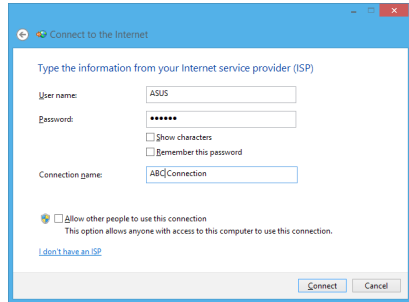 Connect to the Internet
Type the information from your Internet service provider (ISP)
User name:
ASUS
Password:
••••••
Show characters
Remember this password
Connection name:
ABC Connection
Allow other people to use this connection
This option allows anyone with access to this computer to use this connection.
I don't have an ISP
Connect
Cancel